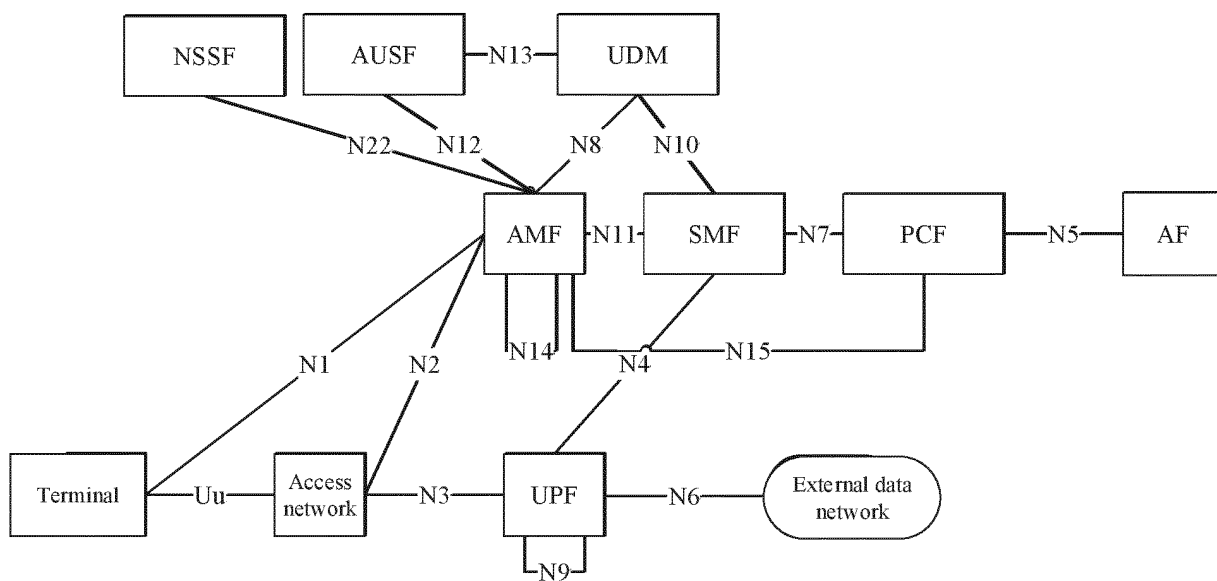 NSSF
AUSF
N13
UDM
N22
N12
N8
N10
AMF
N11
SMF
N7
PCF
N5
AF
N14
N15
N1
N2
N4
Terminal
Uu
Access
network
N3
UPF
N6
External data
network
N9